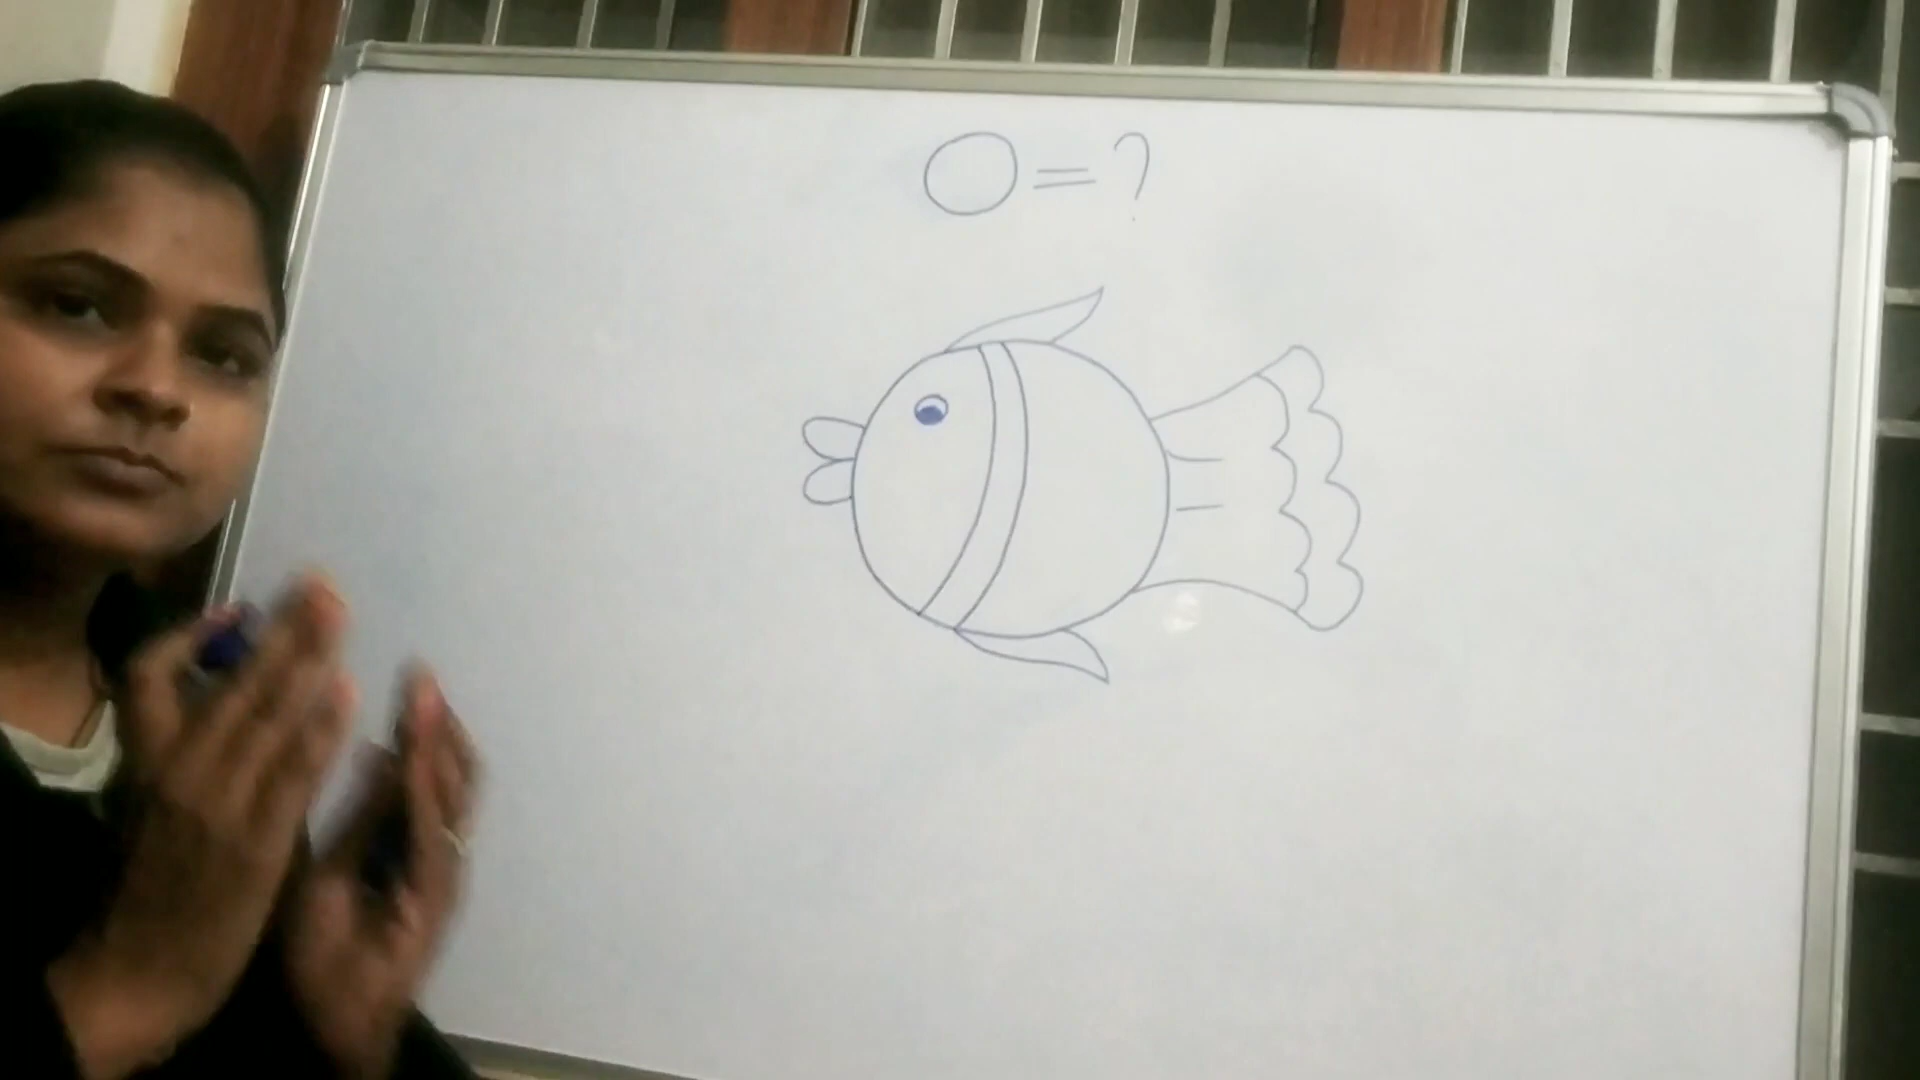 O = ?